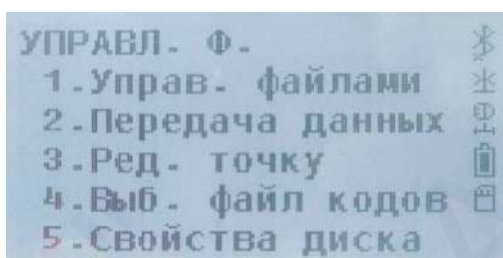 УПРАВЛ. Ф.
1.Управ. файлами
2.Передача данных
3.Ред. точку
4.Выб. файл кодов
5.Свойства диска